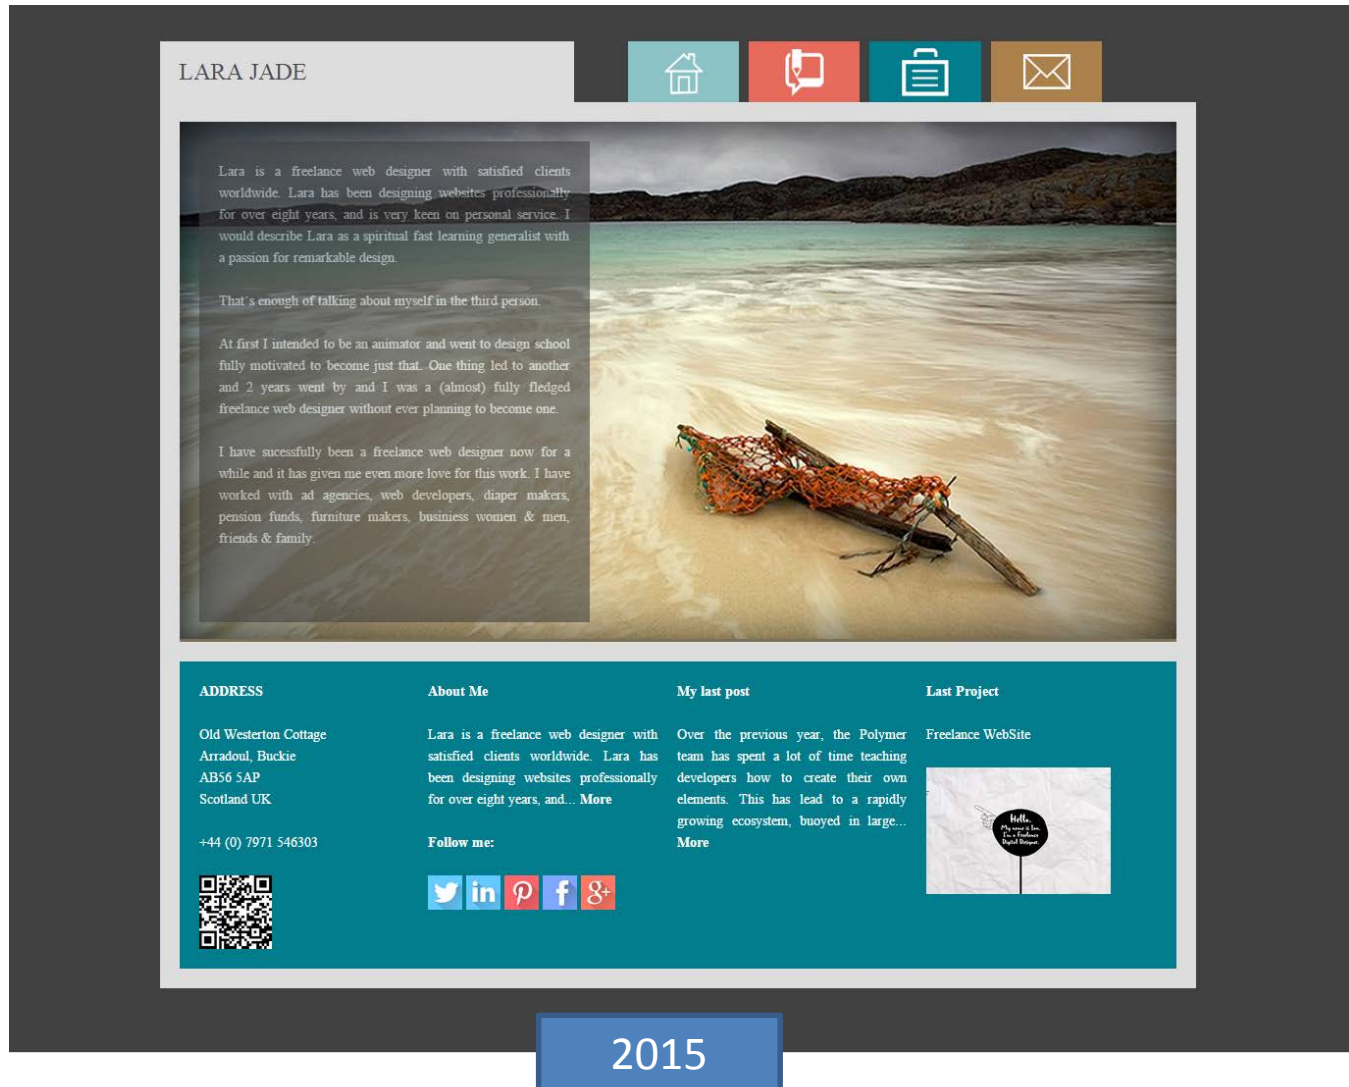 LARA JADE
Lara is a freelance web designer with satisfied clients
worldwide. Lara has been designing websites professionally
for over eight years, and is very keen on personal service. I
would describe Lara as a spiritual fast learning generalist with
a passion for remarkable design.
That´s enough of talking about myself in the third person.
At first I intended to be an animator and went to design school
fully motivated to become just that. One thing led to another
and 2 years went by and I was a (almost) fully fledged
freelance web designer without ever planning to become one.
I have sucessfully been a freelance web designer now for a
while and it has given me even more love for this work. I have
worked with ad agencies, web developers, diaper makers,
pension funds, furniture makers, businiess women & men,
friends & family.
ADDRESS
Old Westerton Cottage
Arradoul, Buckie
AB56 5AP
Scotland UK
+44 (0) 7971 546303
About Me
Lara is a freelance web designer with
satisfied clients worldwide. Lara has
been designing websites professionally
for over eight years, and... More
Follow me:
in
f
g+
My last post
Over the previous year, the Polymer
team has spent a lot of time teaching
developers how to create their own
elements. This has lead to a rapidly
growing ecosystem, buoyed in large...
More
Last Project
Freelance WebSite
Hello.
My name is Ian.
I'm a Freelance
Digital Designer.
2015